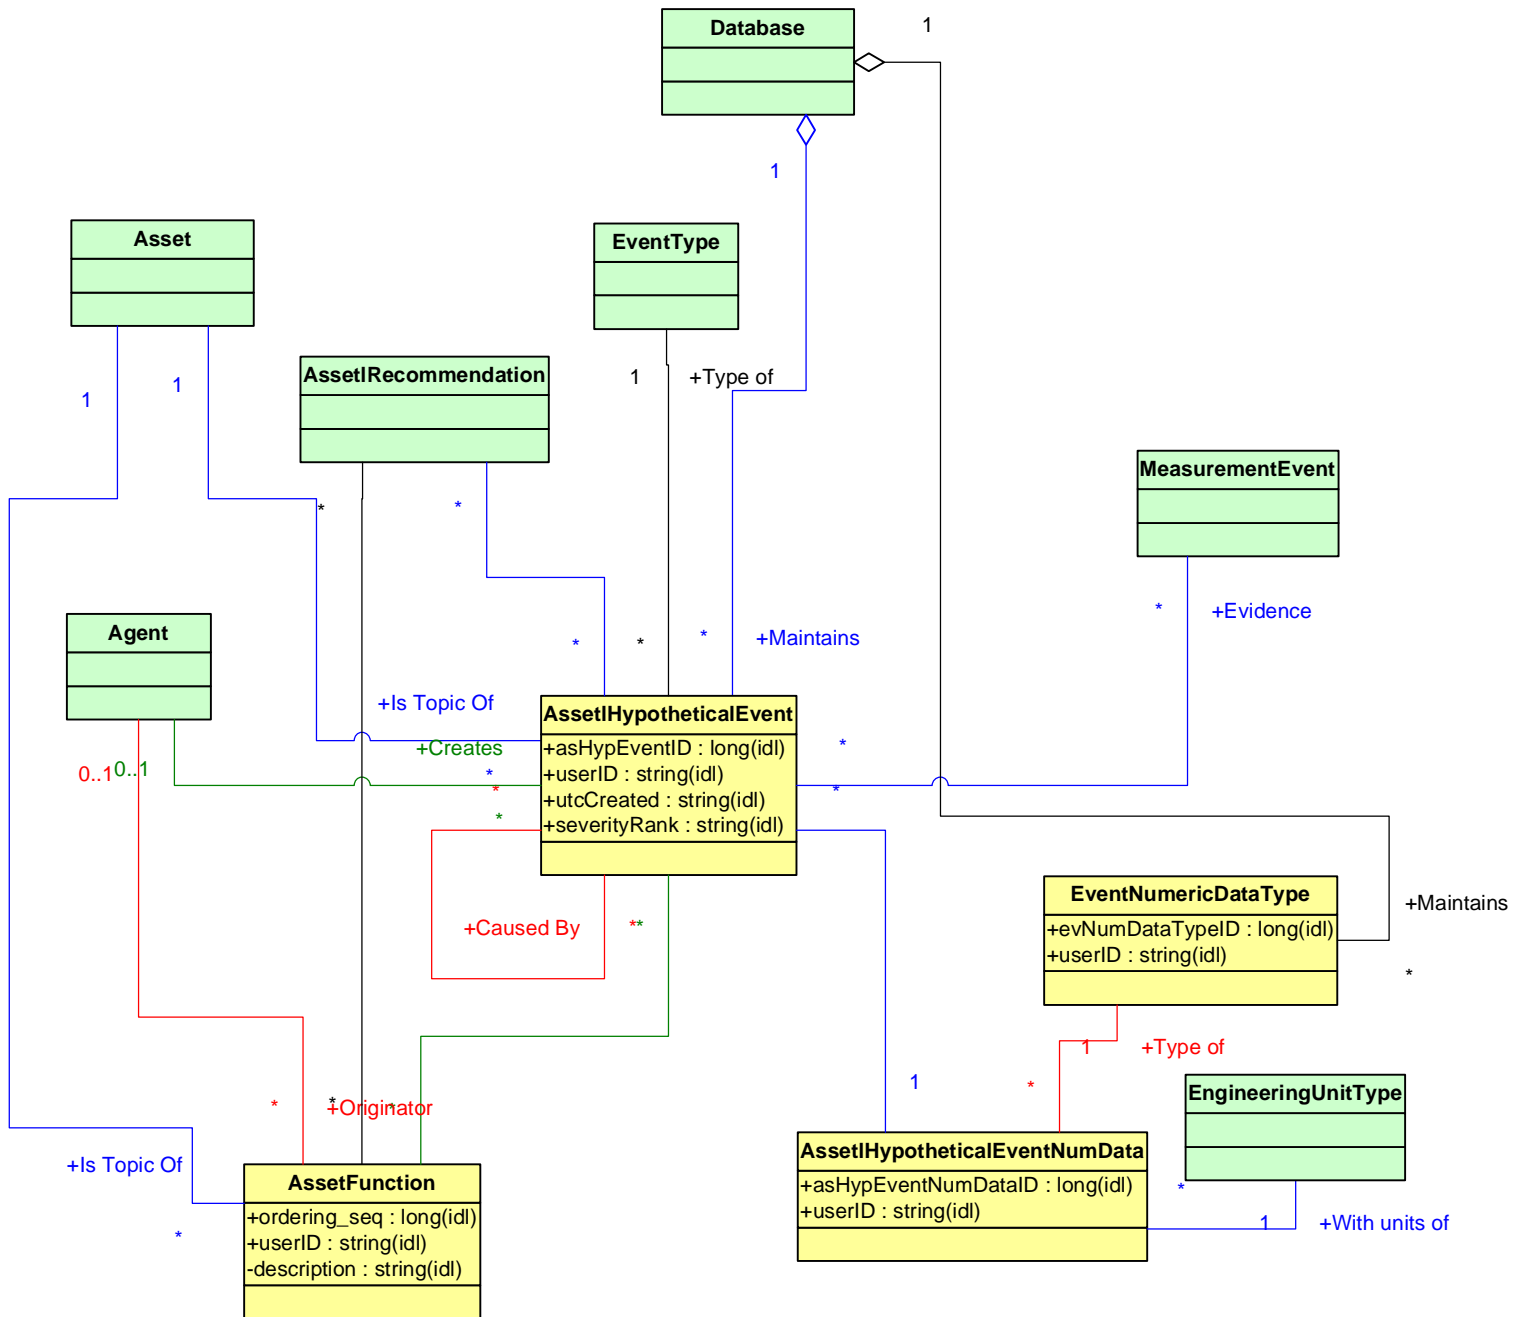 Database
1
1
Asset
EventType
AssetIRecommendation
1
+Type of
1
1
MeasurementEvent
*
*
*
+Evidence
Agent
*
*
*
+Maintains
+Is Topic Of
AssetIHypotheticalEvent
+asHypEventID : long(idl)
+userID : string(idl)
+utcCreated : string(idl)
+severityRank : string(idl)
+Creates
*
0..1
0..1
*
*
*
*
+Caused By
*
*
EventNumericDataType
+evNumDataTypeID : long(idl)
+userID : string(idl)
+Maintains
*
1
+Type of
1
*
EngineeringUnitType
*
*
+Originator
*
AssetIHypotheticalEventNumData
+asHypEventNumDataID : long(idl)
+userID : string(idl)
*
1
+With units of
+Is Topic Of
*
AssetFunction
+ordering_seq : long(idl)
+userID : string(idl)
-description : string(idl)